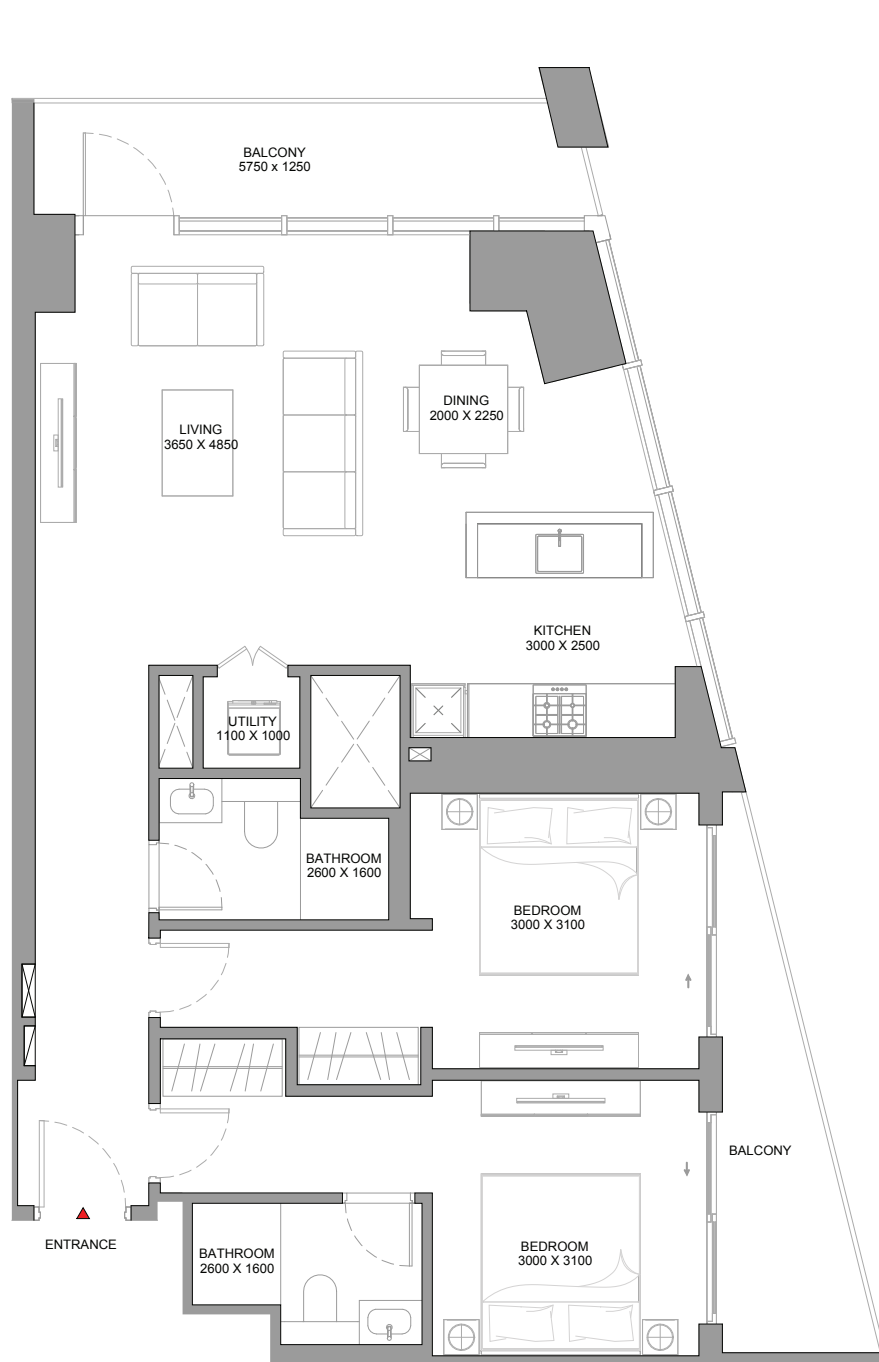 BALCONY
5750 x 1250
LIVING
3650 X 4850
DINING
2000 X 2250
KITCHEN
3000 X 2500
UTILITY
1100 X 1000
BATHROOM
2600 X 1600
BEDROOM
3000 X 3100
BALCONY
ENTRANCE
BATHROOM
2600 X 1600
BEDROOM
3000 X 3100